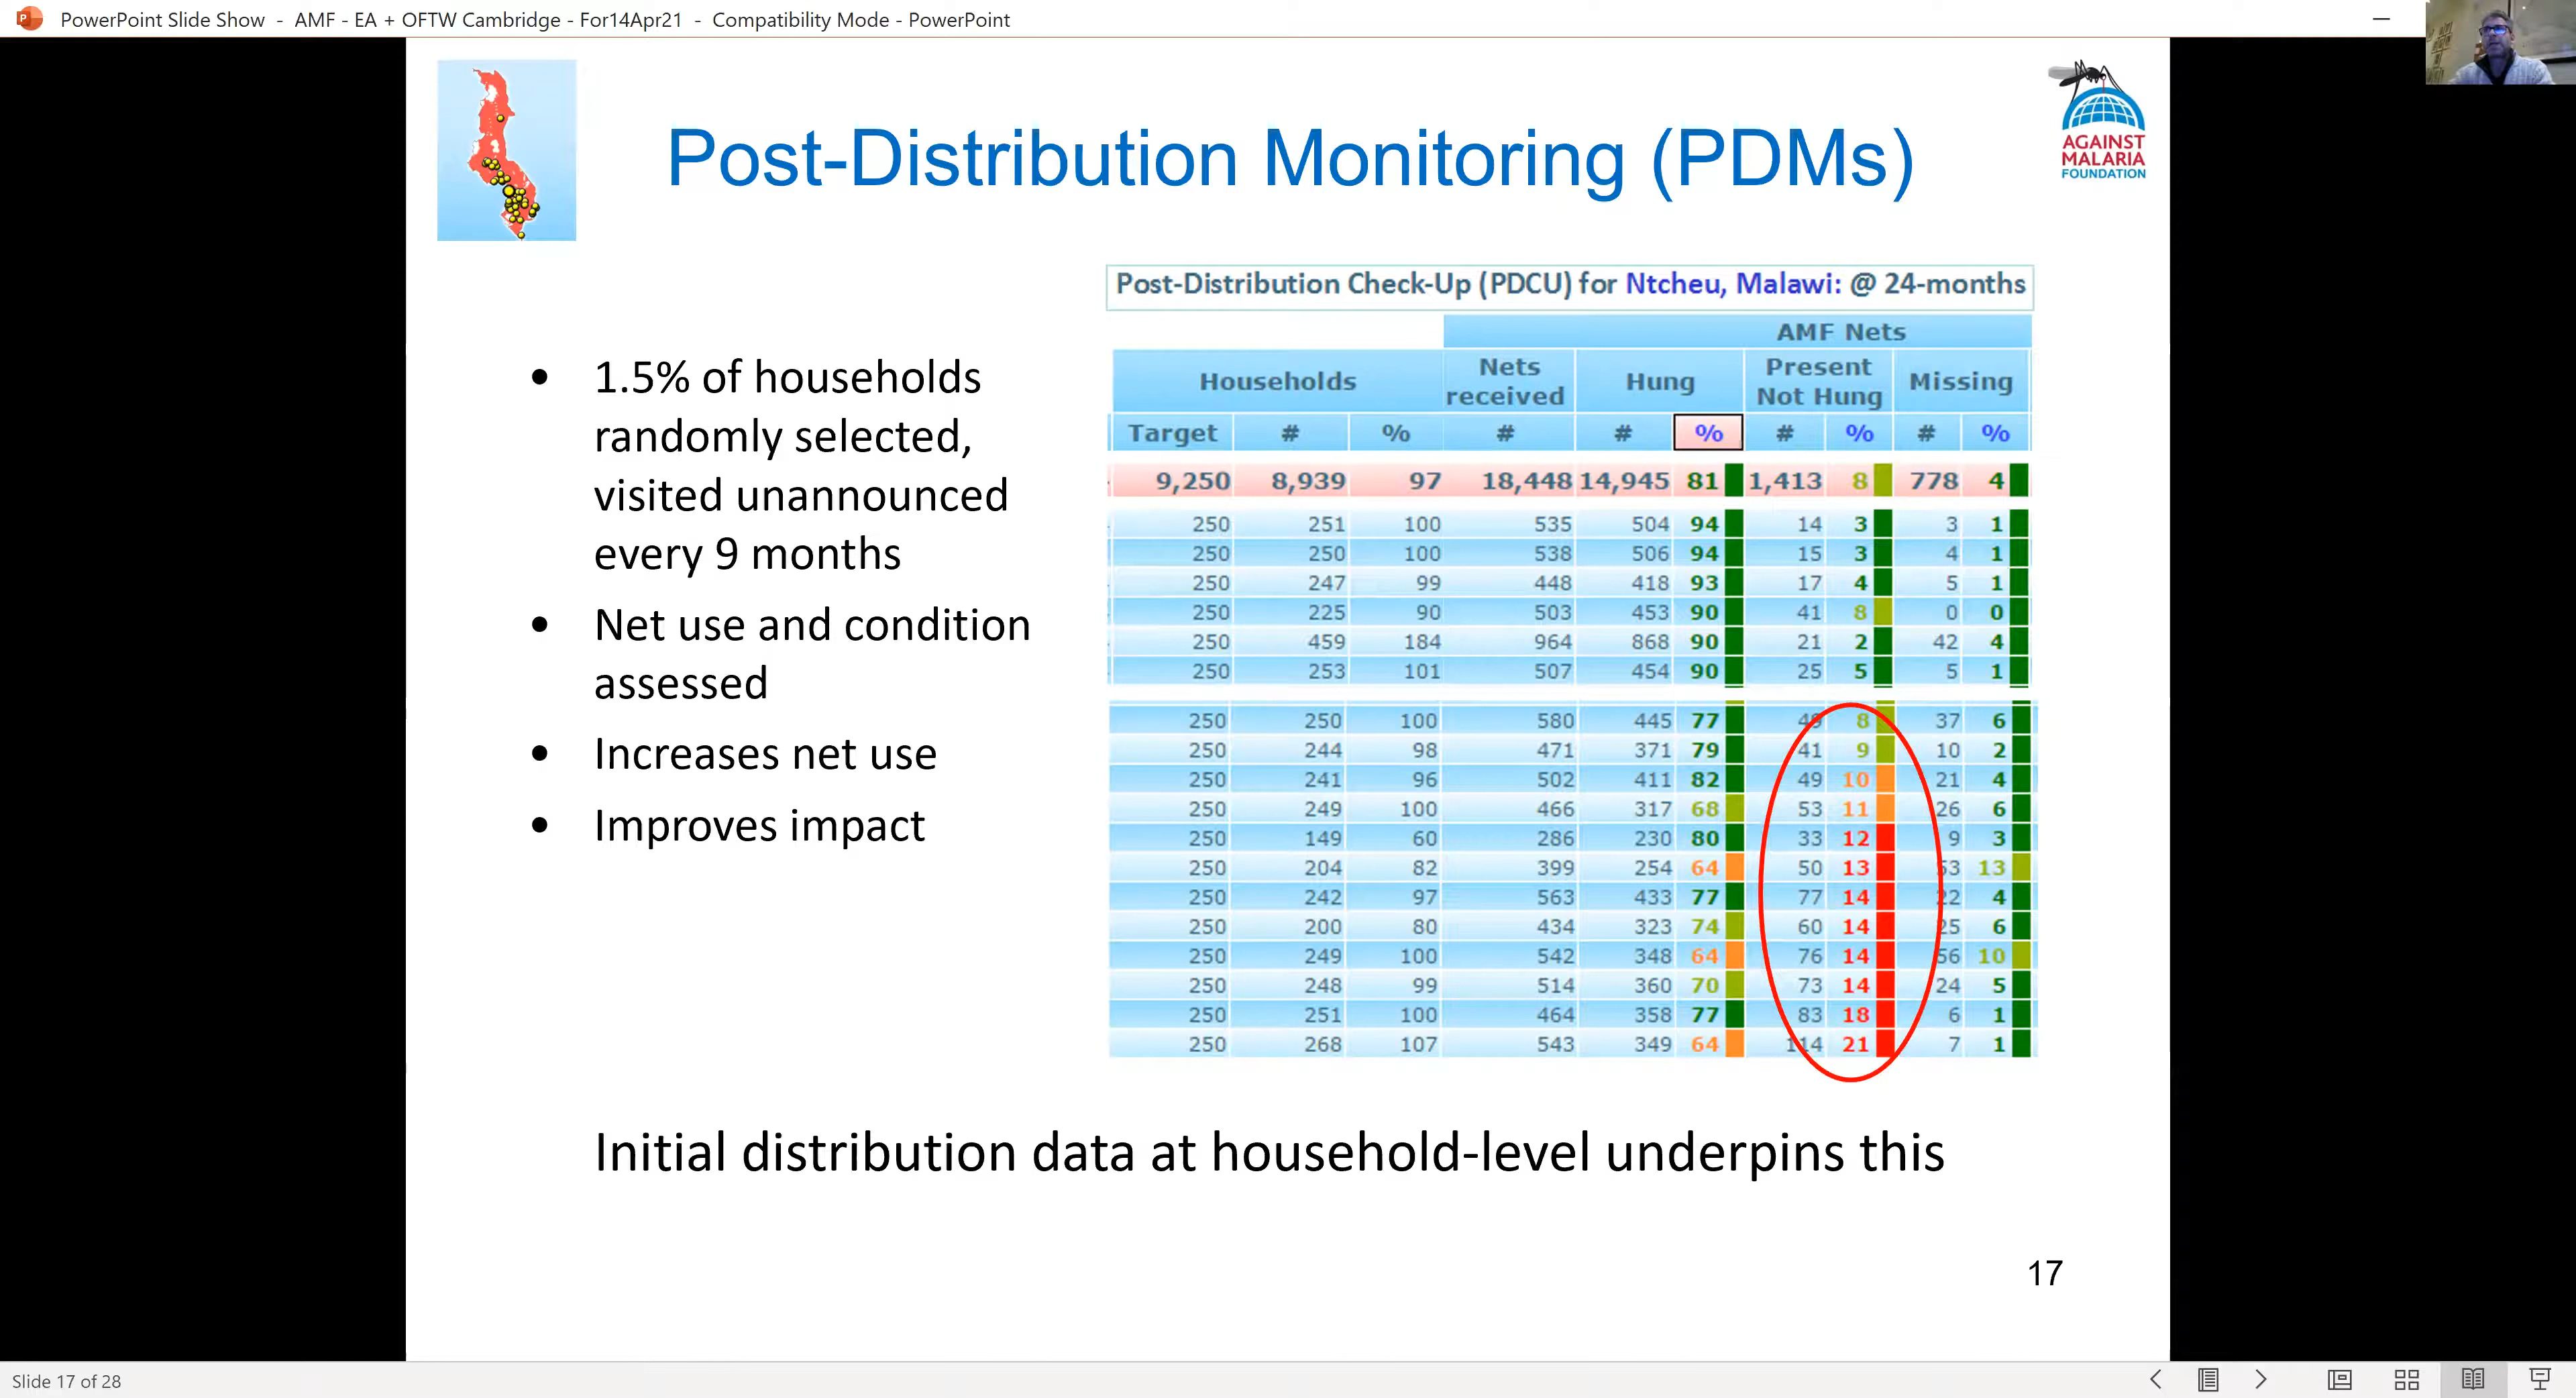 PowerPoint Slide Show - AMF - EA + OFTW Cambridge - For14Apr21 - Compatibility Mode - PowerPoint
AGAINST
MALARIA
FOUNDATION
Post-Distribution Monitoring (PDMs)
• 1.5% of households
randomly selected,
visited unannounced
every 9 months
• Net use and condition
assessed
• Increases net use
• Improves impact
Post-Distribution Check-Up (PDCU) for Ntcheu, Malawi: @ 24-months
AMF Nets
Households Nets received Hung Present Not Hung Missing
Target # % # # % # % # %
9,250 8,939 97 18,448 14,945 81 1,413 8 778 4
250 251 100 535 504 94 14 3 3 1
250 250 100 538 506 94 15 3 4 1
250 247 99 448 418 93 17 4 5 1
250 225 90 503 453 90 41 8 0 0
250 459 184 964 868 90 21 2 42 4
250 253 101 507 454 90 25 5 5 1
250 250 100 580 445 77 49 8 37 6
250 244 98 471 371 79 41 9 10 2
250 241 96 502 411 82 49 10 21 4
250 249 100 466 317 68 53 11 26 6
250 149 60 286 230 80 33 12 9 3
250 204 82 399 254 64 50 13 53 13
250 242 97 563 433 77 77 14 22 4
250 200 80 434 323 74 60 14 25 6
250 249 100 542 348 64 76 14 56 10
250 248 99 514 360 70 73 14 24 5
250 251 100 464 358 77 83 18 6 1
250 268 107 543 349 64 114 21 7 1
Initial distribution data at household-level underpins this
17
Slide 17 of 28